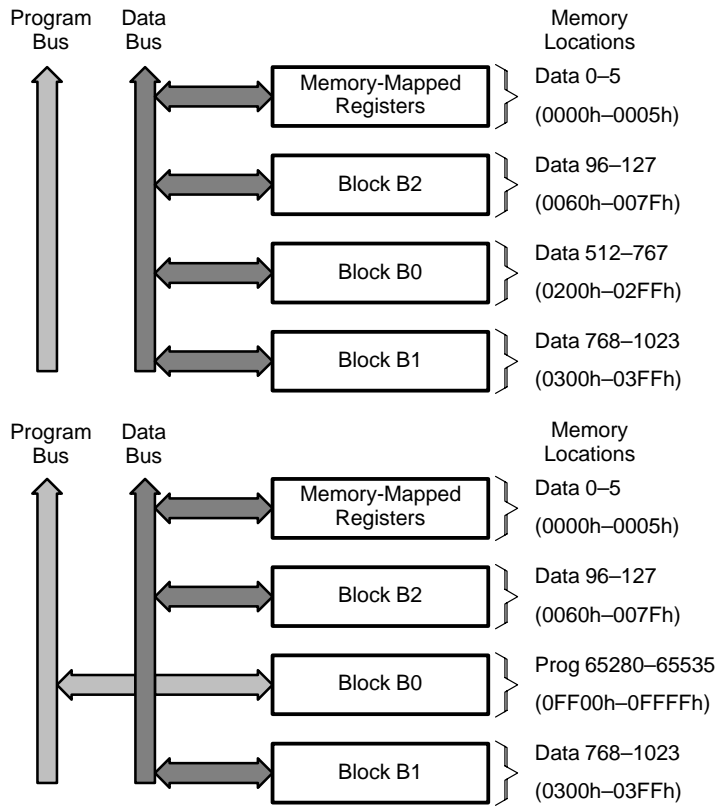 Program
Bus
Data
Bus
Memory
Locations
Memory-Mapped
Registers
Data 0–5
(0000h–0005h)
Block B2
Data 96–127
(0060h–007Fh)
Block B0
Data 512–767
(0200h–02FFh)
Block B1
Data 768–1023
(0300h–03FFh)
Program
Bus
Data
Bus
Memory
Locations
Memory-Mapped
Registers
Data 0–5
(0000h–0005h)
Block B2
Data 96–127
(0060h–007Fh)
Block B0
Prog 65280–65535
(0FF00h–0FFFFh)
Block B1
Data 768–1023
(0300h–03FFh)